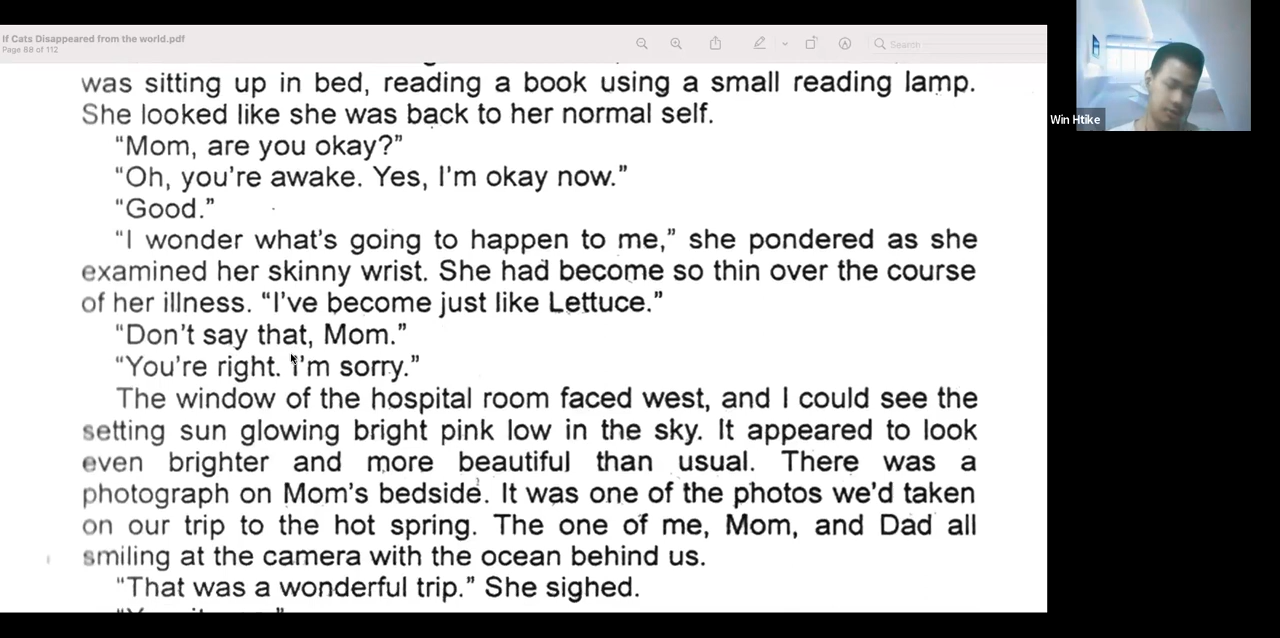 If Cats Disappeared from the world.pdf
Page 88 of 112
Search
Win Htike
was sitting up in bed, reading a book using a small reading lamp.
She looked like she was back to her normal self.
“Mom, are you okay?”
“Oh, you’re awake. Yes, I’m okay now.”
“Good.”
“I wonder what’s going to happen to me,” she pondered as she
examined her skinny wrist. She had become so thin over the course
of her illness. “I’ve become just like Lettuce.”
“Don’t say that, Mom.”
“You’re right. I’m sorry.”
The window of the hospital room faced west, and I could see the
setting sun glowing bright pink low in the sky. It appeared to look
even brighter and more beautiful than usual. There was a
photograph on Mom’s bedside. It was one of the photos we’d taken
on our trip to the hot spring. The one of me, Mom, and Dad all
smiling at the camera with the ocean behind us.
“That was a wonderful trip.” She sighed.